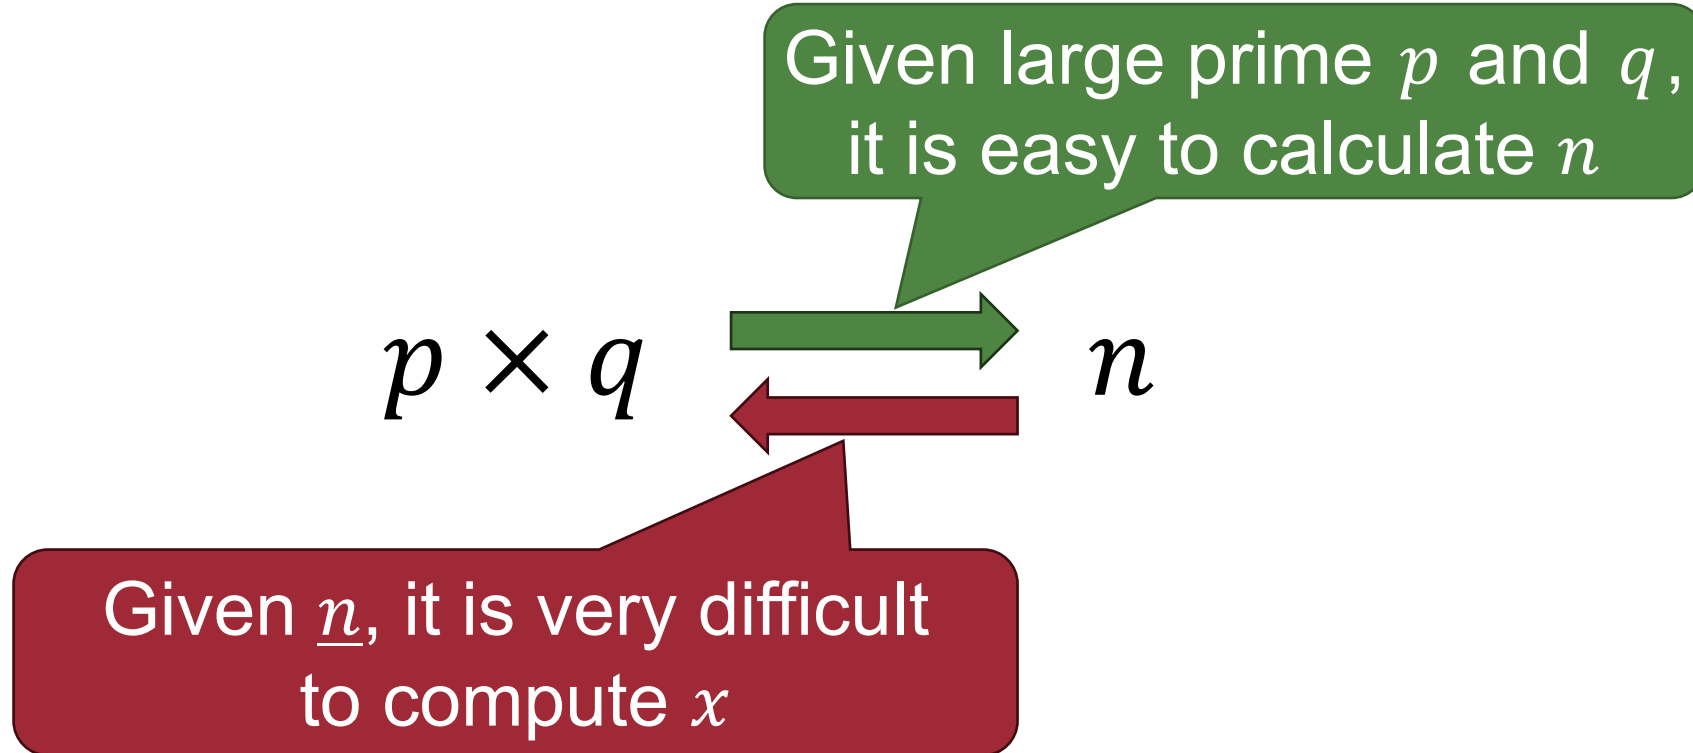 Given large prime p and q,
it is easy to calculate n
p × q
n
Given n, it is very difficult
to compute x